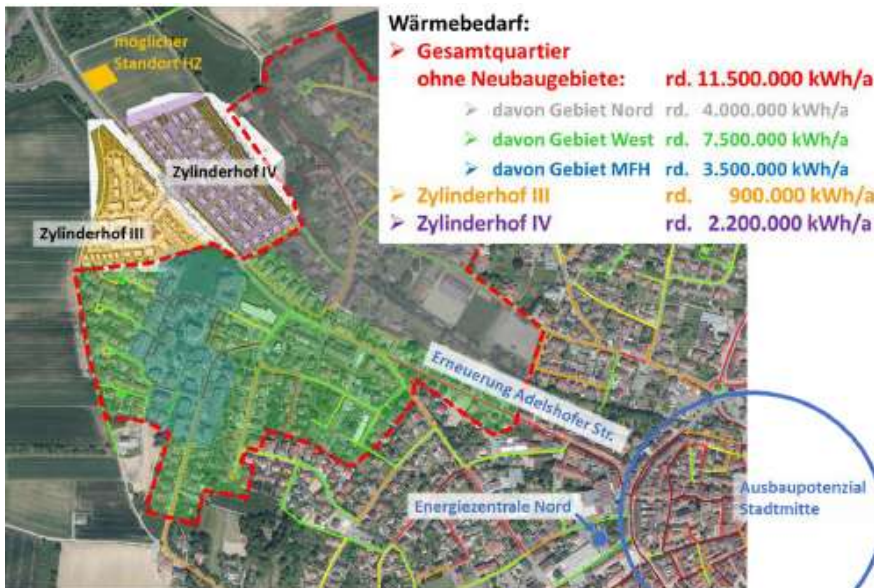 Wärmebedarf:
➢ Gesamtquartier
ohne Neubaugebiete: rd. 11.500.000 kWh/a
➢ davon Gebiet Nord rd. 4.000.000 kWh/a
➢ davon Gebiet West rd. 7.500.000 kWh/a
➢ davon Gebiet MFH rd. 3.500.000 kWh/a
➢ Zylinderhof III rd. 900.000 kWh/a
➢ Zylinderhof IV rd. 2.200.000 kWh/a
möglicher
Standort HZ
Zylinderhof IV
Zylinderhof III
Erneuerung Adelshofer Str.
Energiezentrale Nord
Ausbaupotenzial
Stadtmitte